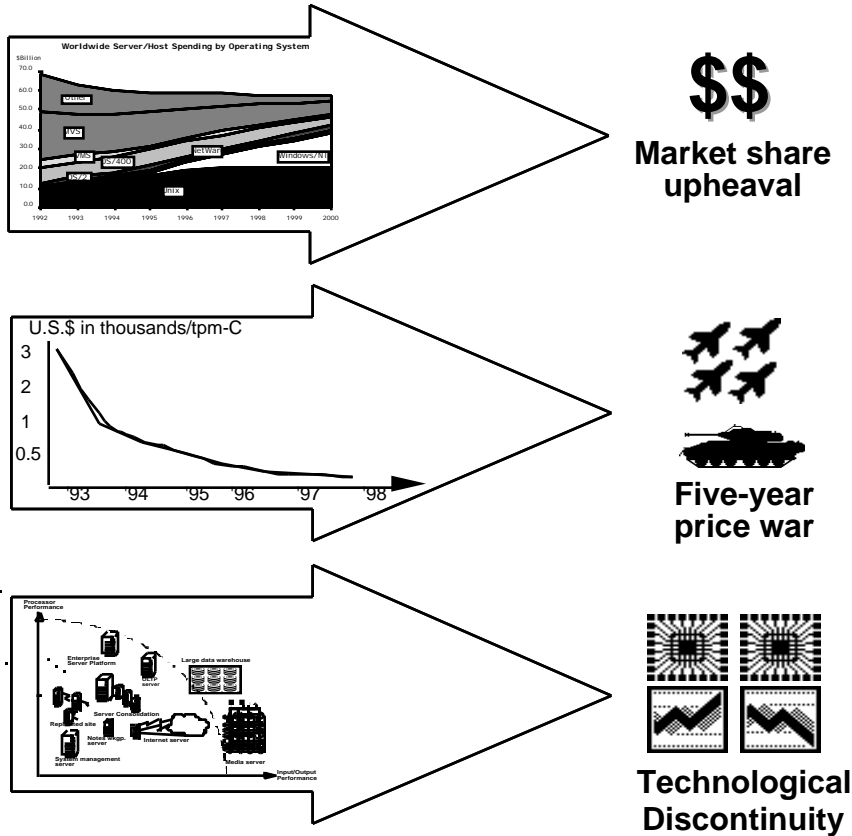 Worldwide Server/Host Spending by Operating System
$Billion
70.0
60.0
50.0
40.0
30.0
20.0
10.0
0.0
Other
MVS
VMS
OS/400
OS/2
NetWare
Windows/NT
Unix
1992 1993 1994 1995 1996 1997 1998 1999 2000
$$
Market share
upheaval
U.S.$ in thousands/tpm-C
3
2
1
0.5
'93 '94 '95 '96 '97 '98
Five-year
price war
Processor
Performance
Enterprise
Server Platform
OLTP
server
Large data warehouse
Server Consolidation
Replicated site
Notes wkgp.
server
Internet server
System management
server
Media server
Input/Output
Performance
Technological
Discontinuity